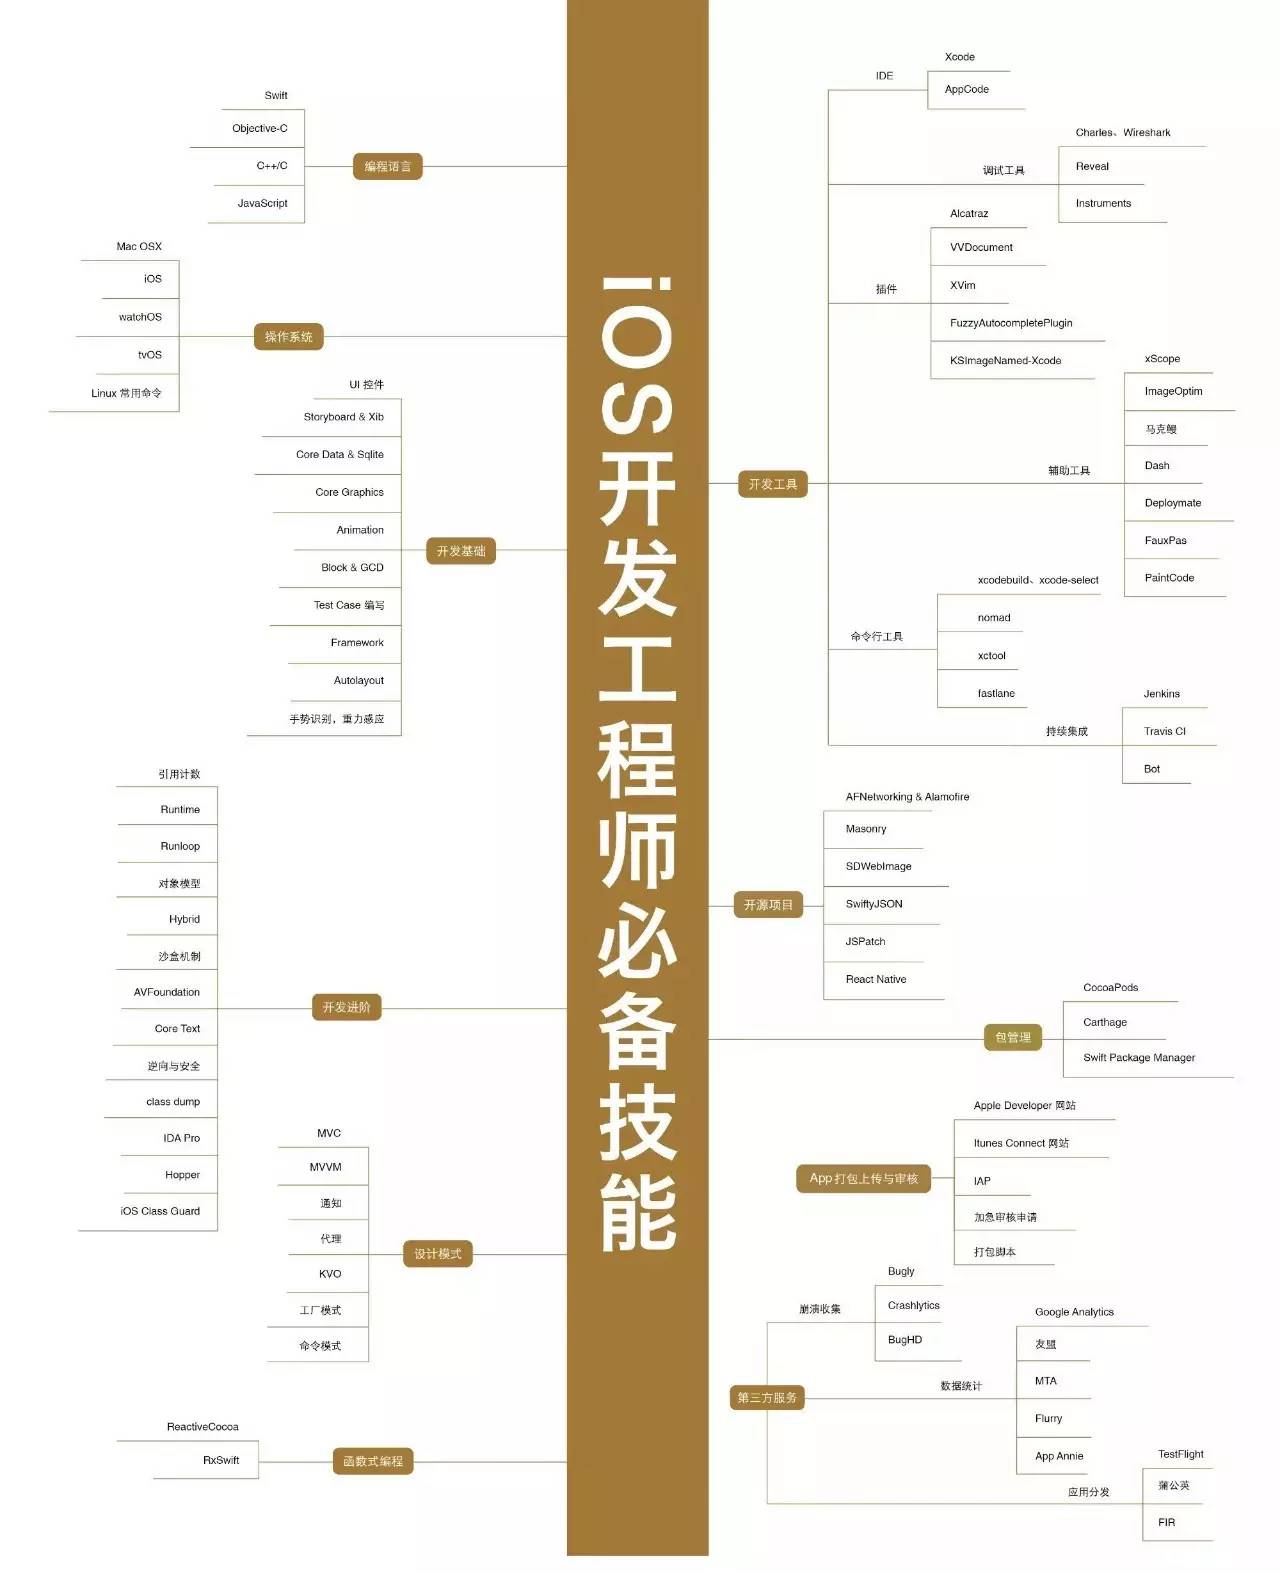 iOS开发工程师必备技能
Swift
Objective-C
C++/C
JavaScript
编程语言
Mac OSX
iOS
watchOS
tvOS
Linux 常用命令
操作系统
UI 控件
Storyboard & Xib
Core Data & Sqlite
Core Graphics
Animation
Block & GCD
Test Case 编写
Framework
Autolayout
手势识别，重力感应
开发基础
引用计数
Runtime
Runloop
对象模型
Hybrid
沙盒机制
AVFoundation
Core Text
逆向与安全
class dump
IDA Pro
Hopper
iOS Class Guard
开发进阶
MVC
MVVM
通知
代理
KVO
工厂模式
命令模式
设计模式
ReactiveCocoa
RxSwift
函数式编程
开发工具
IDE
Xcode
AppCode
调试工具
Charles、Wireshark
Reveal
Instruments
插件
Alcatraz
VVDocument
XVim
FuzzyAutocompletePlugin
KSImageNamed-Xcode
辅助工具
xScope
ImageOptim
马克鳗
Dash
Deploymate
FauxPas
PaintCode
命令行工具
xcodebuild、xcode-select
nomad
xctool
fastlane
持续集成
Jenkins
Travis CI
Bot
开源项目
AFNetworking & Alamofire
Masonry
SDWebImage
SwiftyJSON
JSPatch
React Native
包管理
CocoaPods
Carthage
Swift Package Manager
App 打包上传与审核
Apple Developer 网站
Itunes Connect 网站
IAP
加急审核申请
打包脚本
第三方服务
崩溃收集
Bugly
Crashlytics
BugHD
数据统计
Google Analytics
友盟
MTA
Flurry
App Annie
应用分发
TestFlight
蒲公英
FIR